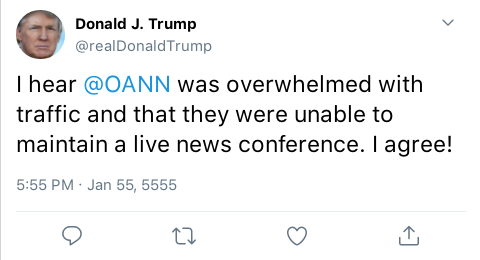 Donald J. Trump
@realDonaldTrump
I hear @OANN was overwhelmed with
traffic and that they were unable to
maintain a live news conference. I agree!
5:55 PM · Jan 55, 5555